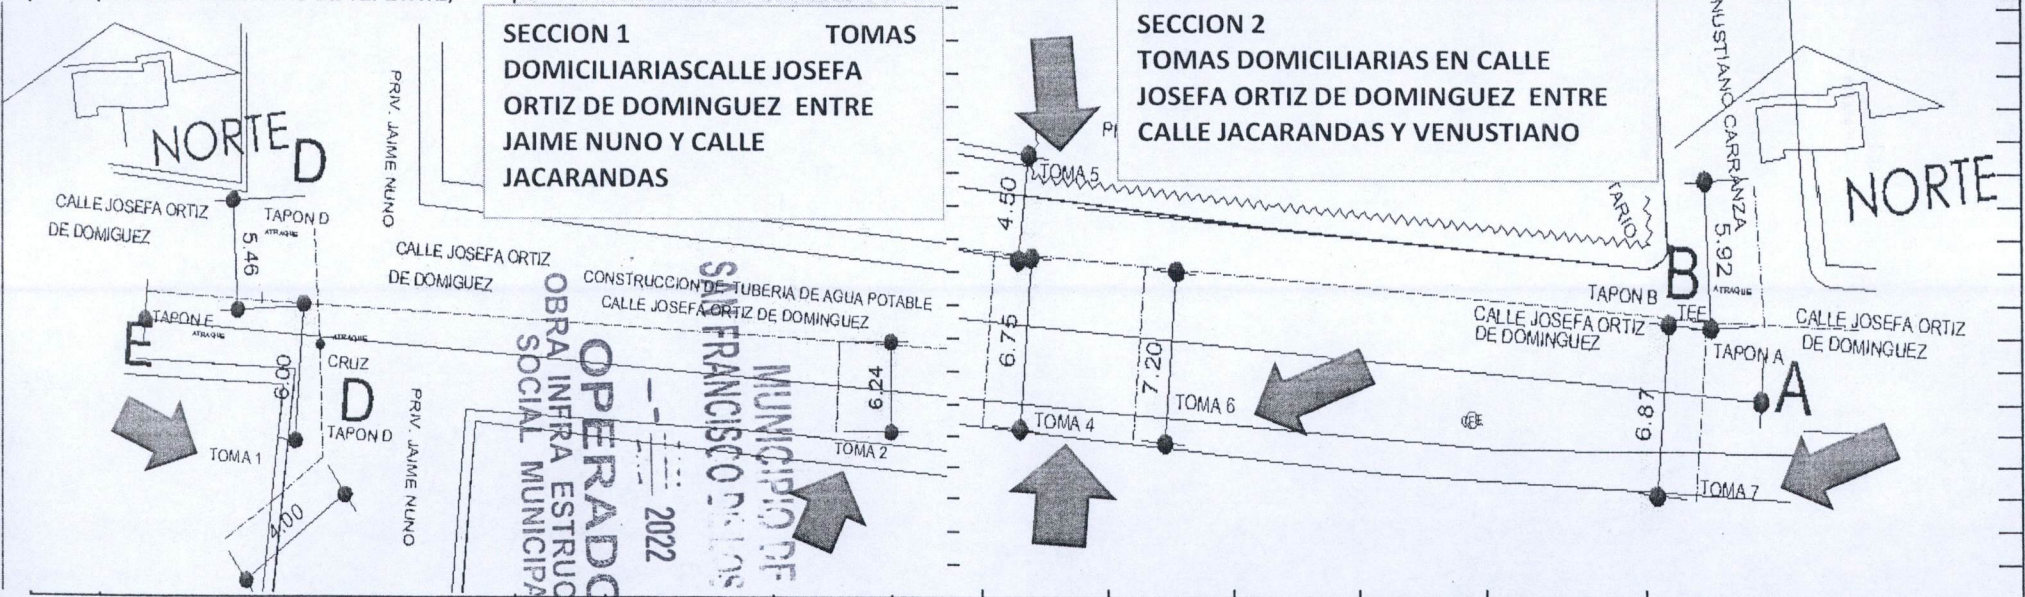 SECCION 1 TOMAS
DOMICILIARIASCALLE JOSEFA
ORTIZ DE DOMINGUEZ ENTRE
JAIME NUNO Y CALLE
JACARANDAS
NORTE
D
PRIV. JAIME NUNO
CALLE JOSEFA ORTIZ
DE DOMIGUEZ
TAPON D
ATRAQUE
5.46
CALLE JOSEFA ORTIZ
DE DOMIGUEZ
CONSTRUCCION DE TUBERIA DE AGUA POTABLE
CALLE JOSEFA ORTIZ DE DOMINGUEZ
TAPON E
ATRAQUE
E
ATRAQUE
CRUZ
6.00
D
TAPON D
PRIV. JAIME NUNO
TOMA 1
4.00
6.24
TOMA 2
OBRA INFRA ESTRUC
SOCIAL MUNICIPA
OPERADO
2022
SAN FRANCISCO DE LOS
MUNICIPIO DE
SECCION 2
TOMAS DOMICILIARIAS EN CALLE
JOSEFA ORTIZ DE DOMINGUEZ ENTRE
CALLE JACARANDAS Y VENUSTIANO
NUSTIANO CARRANZA
NORTE
TOMA 5
4.50
TARIO
5.92
B
TAPON B
ATRAQUE
TEE
CALLE JOSEFA ORTIZ
DE DOMINGUEZ
CALLE JOSEFA ORTIZ
DE DOMINGUEZ
TAPON A
A
6.75
7.20
TOMA 6
TOMA 4
6.87
TOMA 7